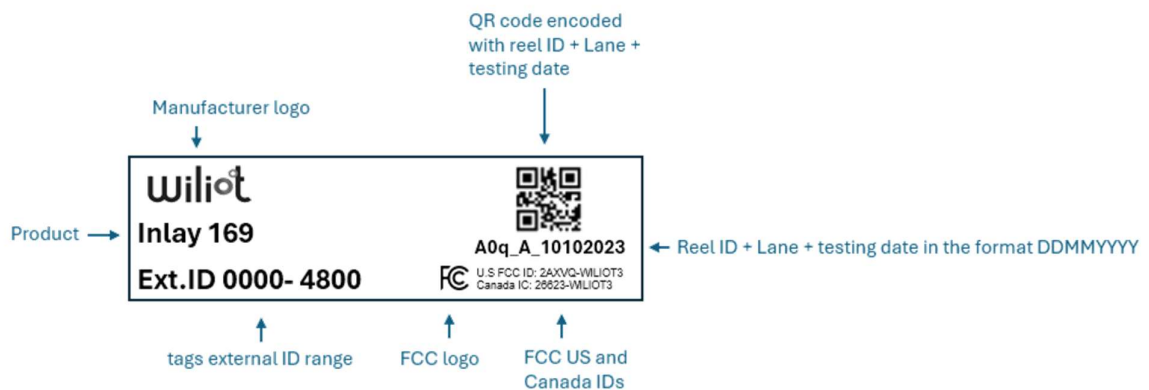 QR code encoded
with reel ID + Lane +
testing date
Manufacturer logo
wiliot
Product
Inlay 169
A0q_A_10102023
Reel ID + Lane + testing date in the format DDMMYYYY
Ext.ID 0000- 4800
FC
U.S FCC ID: 2AXVQ-WILIOT3
Canada IC: 26623-WILIOT3
tags external ID range
FCC logo
FCC US and
Canada IDs